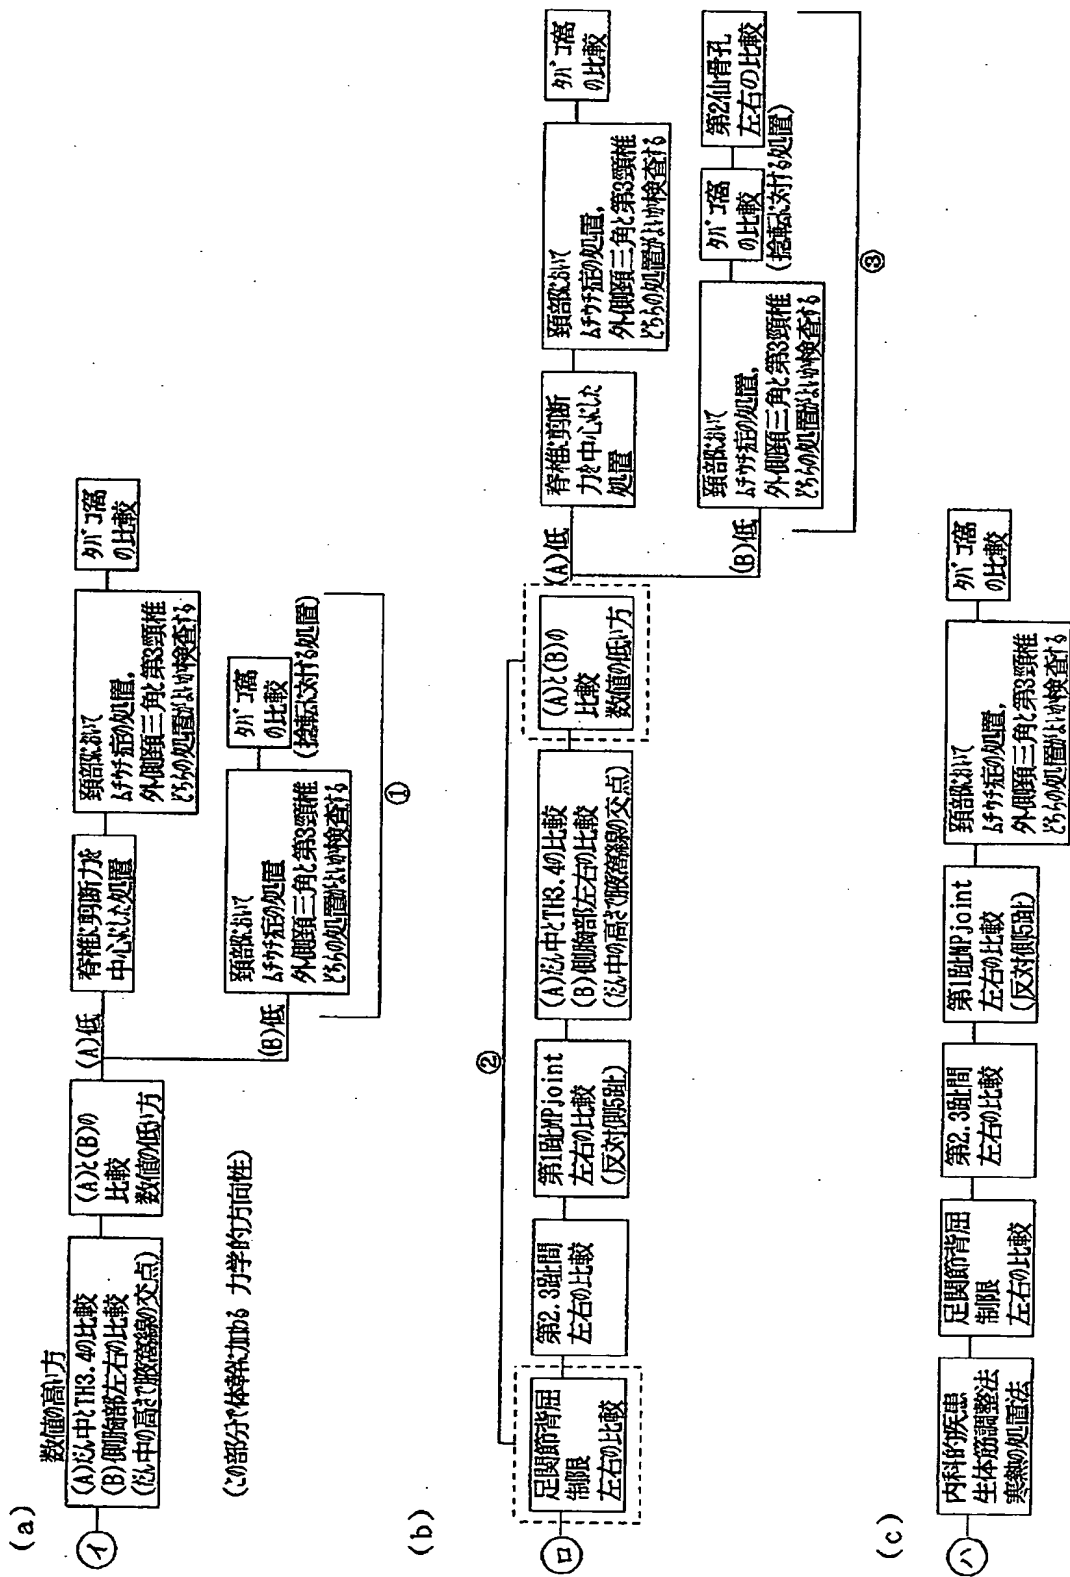 (a)
イ
数値の高い方
(A)だん中とTH3.4の比較
(B)側胸部左右の比較
(だん中の高さで腋窩線の交点)
(A)と(B)の
比較
数値の低い方
(A)低
脊椎に剪断力を
中心にした処置
頚部において
ムチウチ症の処置,
外側頚三角と第3頸椎
どちらの処置がよいか検査する
タバコ窩
の比較
(B)低
頚部において
ムチウチ症の処置
外側頚三角と第3頸椎
どちらの処置がよいか検査する
タバコ窩
の比較
(捻転に対する処置)
①
(この部分で体幹に加わる 力学的方向性)
(b)
ロ
足関節背屈
制限
左右の比較
第2.3趾間
左右の比較
第1趾MPjoint
左右の比較
(反対側5趾)
(A)だん中とTH3.4の比較
(B)側胸部左右の比較
(だん中の高さで腋窩線の交点)
(A)と(B)の
比較
数値の低い方
②
(A)低
脊椎に剪断
力を中心にした
処置
頚部において
ムチウチ症の処置,
外側頚三角と第3頸椎
どちらの処置がよいか検査する
タバコ窩
の比較
(B)低
頚部において
ムチウチ症の処置,
外側頚三角と第3頸椎
どちらの処置がよいか検査する
タバコ窩
の比較
(捻転に対する処置)
第2仙骨孔
左右の比較
③
(c)
ハ
内科的疾患
生体筋調整法
寒熱の処置法
足関節背屈
制限
左右の比較
第2.3趾間
左右の比較
第1趾MPjoint
左右の比較
(反対側5趾)
頚部において
ムチウチ症の処置,
外側頚三角と第3頸椎
どちらの処置がよいか検査する
タバコ窩
の比較